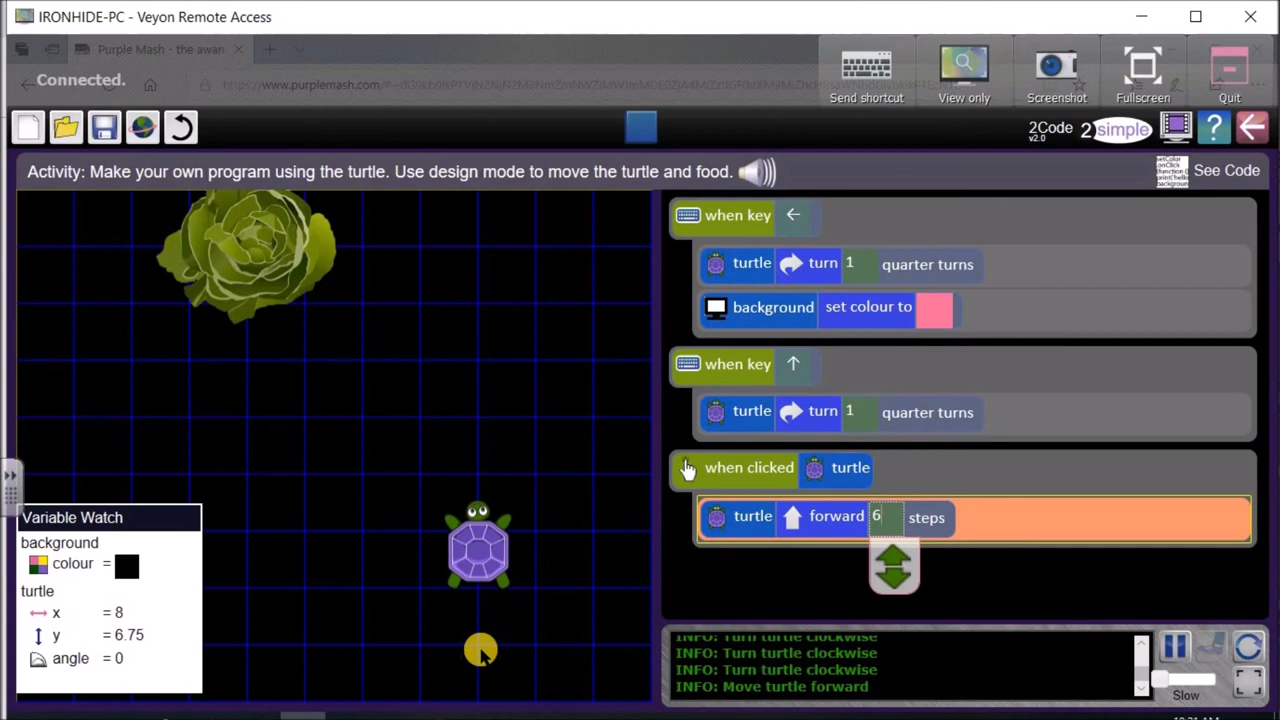 IRONHIDE-PC - Veyon Remote Access
Purple Mash - the awan
Connected.
Send shortcut
View only
Screenshot
Fullscreen
Quit
2Code
v2.0
2simple
Activity: Make your own program using the turtle. Use design mode to move the turtle and food.
See Code
when key ←
turtle turn 1 quarter turns
background set colour to
when key ↑
turtle turn 1 quarter turns
when clicked turtle
turtle forward 6 steps
Variable Watch
background
colour =
turtle
x = 8
y = 6.75
angle = 0
INFO: Turn turtle clockwise
INFO: Turn turtle clockwise
INFO: Turn turtle clockwise
INFO: Move turtle forward
Slow